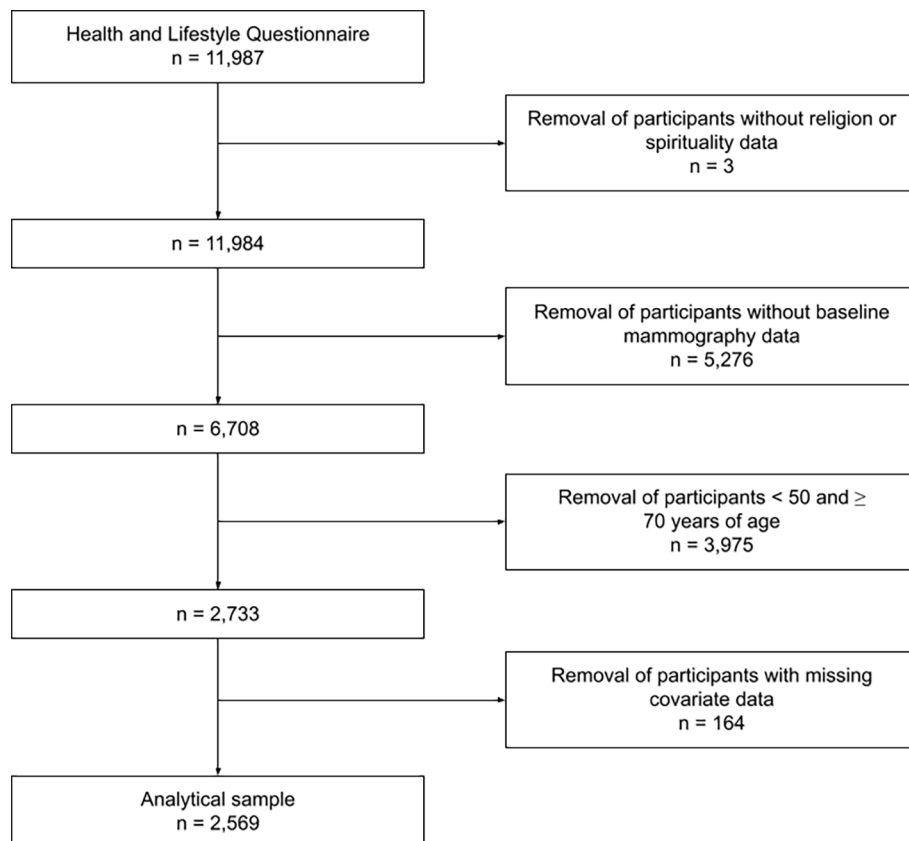 Health and Lifestyle Questionnaire
n = 11,987
Removal of participants without religion or
spirituality data
n = 3
n = 11,984
Removal of participants without baseline
mammography data
n = 5,276
n = 6,708
Removal of participants < 50 and ≥
70 years of age
n = 3,975
n = 2,733
Removal of participants with missing
covariate data
n = 164
Analytical sample
n = 2,569